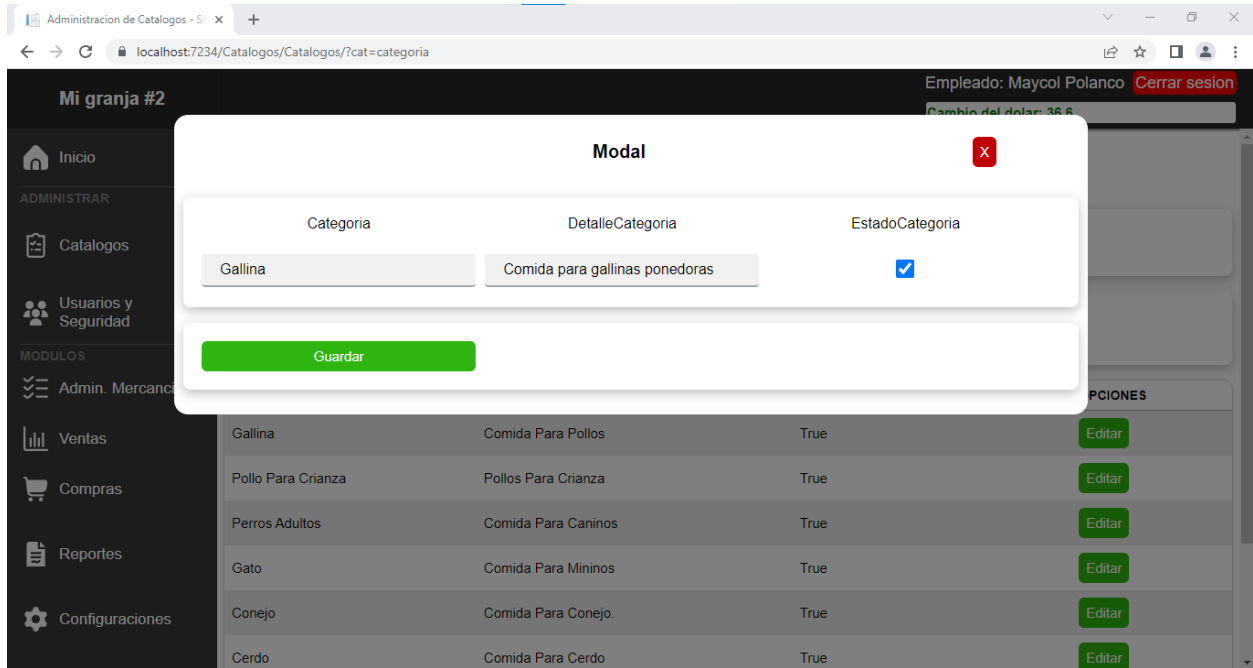 Administracion de Catalogos - Si
localhost:7234/Catalogos/Catalogos/?cat=categoria
Mi granja #2
Empleado: Maycol Polanco Cerrar sesion
Cambio del dolar: 36.6
Inicio
ADMINISTRAR
Catalogos
Usuarios y
Seguridad
MODULOS
Admin. Mercanci
Ventas
Compras
Reportes
Configuraciones
Modal
X
Categoria DetalleCategoria EstadoCategoria
Gallina Comida para gallinas ponedoras
Guardar
PCIONES
Gallina Comida Para Pollos True Editar
Pollo Para Crianza Pollos Para Crianza True Editar
Perros Adultos Comida Para Caninos True Editar
Gato Comida Para Mininos True Editar
Conejo Comida Para Conejo. True Editar
Cerdo Comida Para Cerdo True Editar